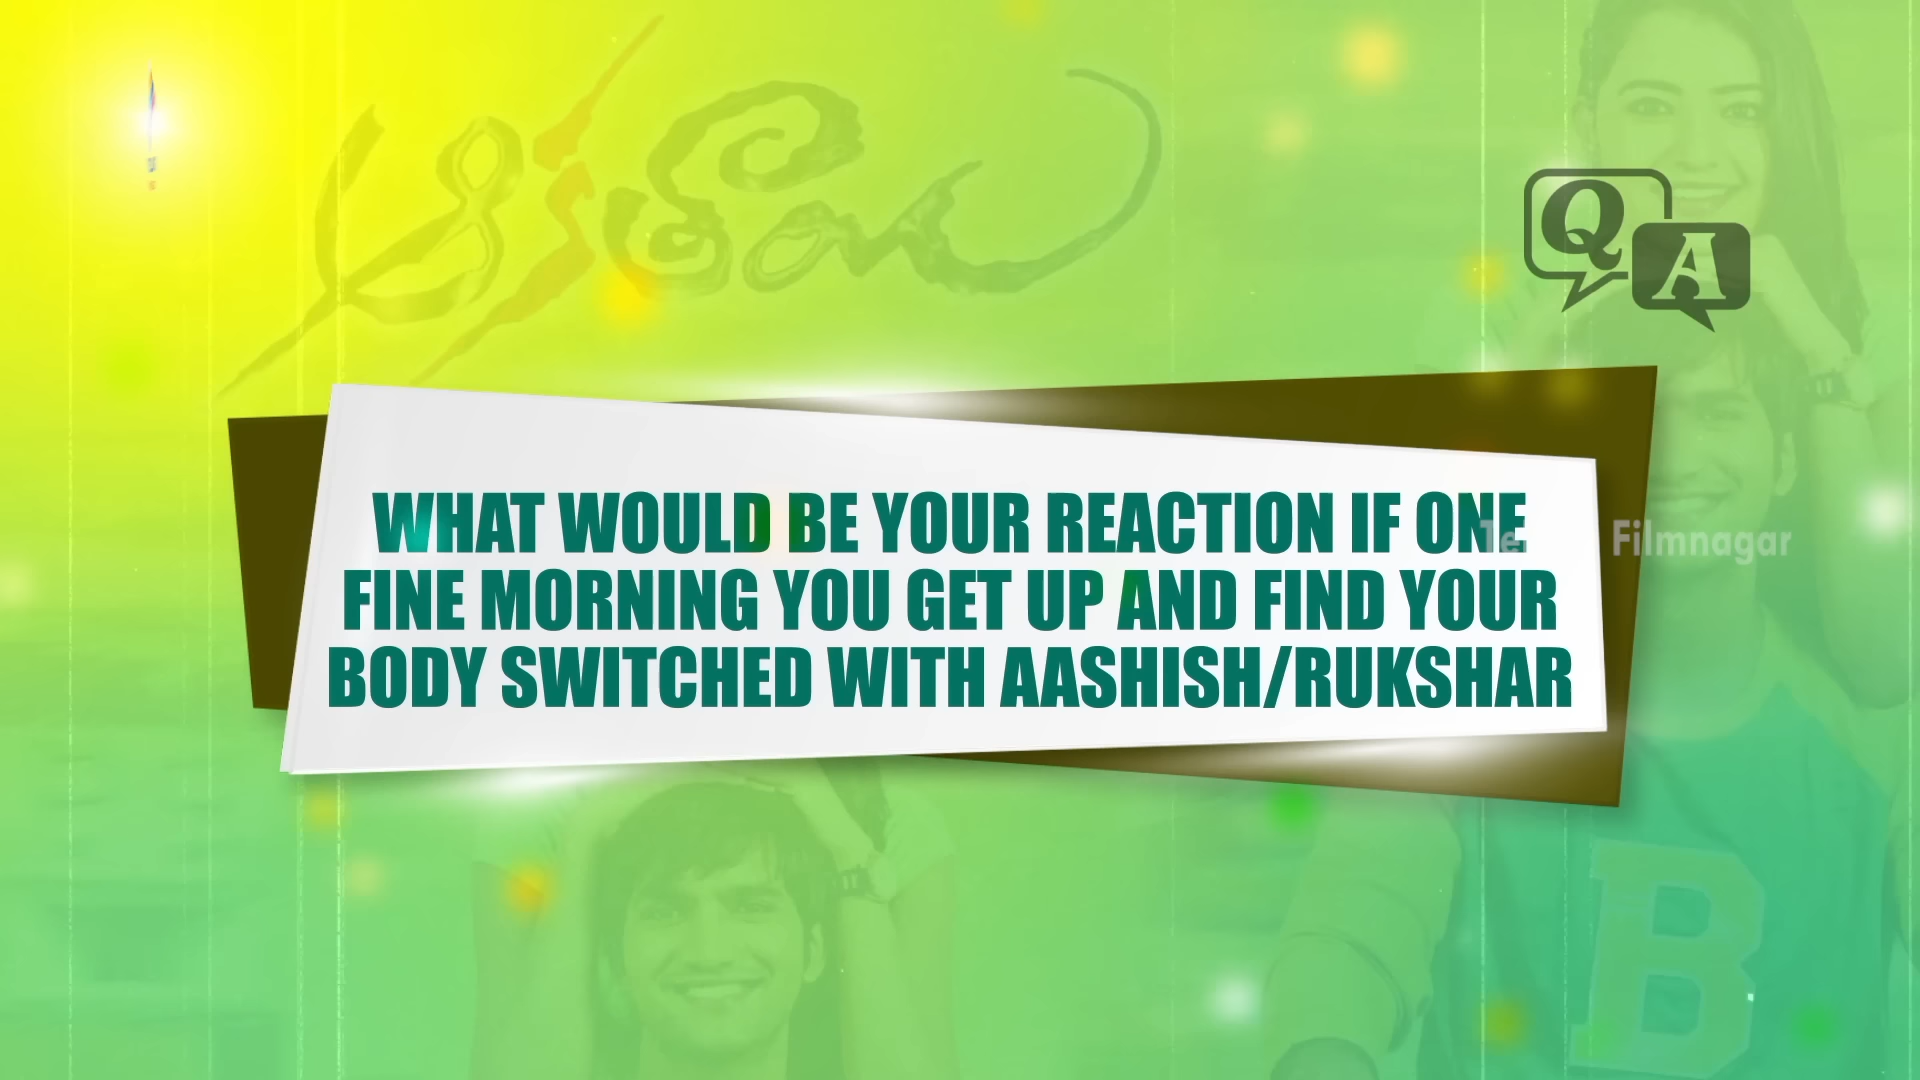 ఆకతాయి
Q A
WHAT WOULD BE YOUR REACTION IF ONE
Filmnagar
FINE MORNING YOU GET UP AND FIND YOUR
BODY SWITCHED WITH AASHISH/RUKSHAR
B